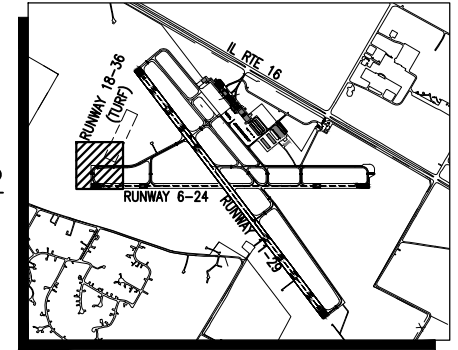 IL RTE 16
RUNWAY 18-36
(TURF)
RUNWAY 6-24
RUNWAY 11-29